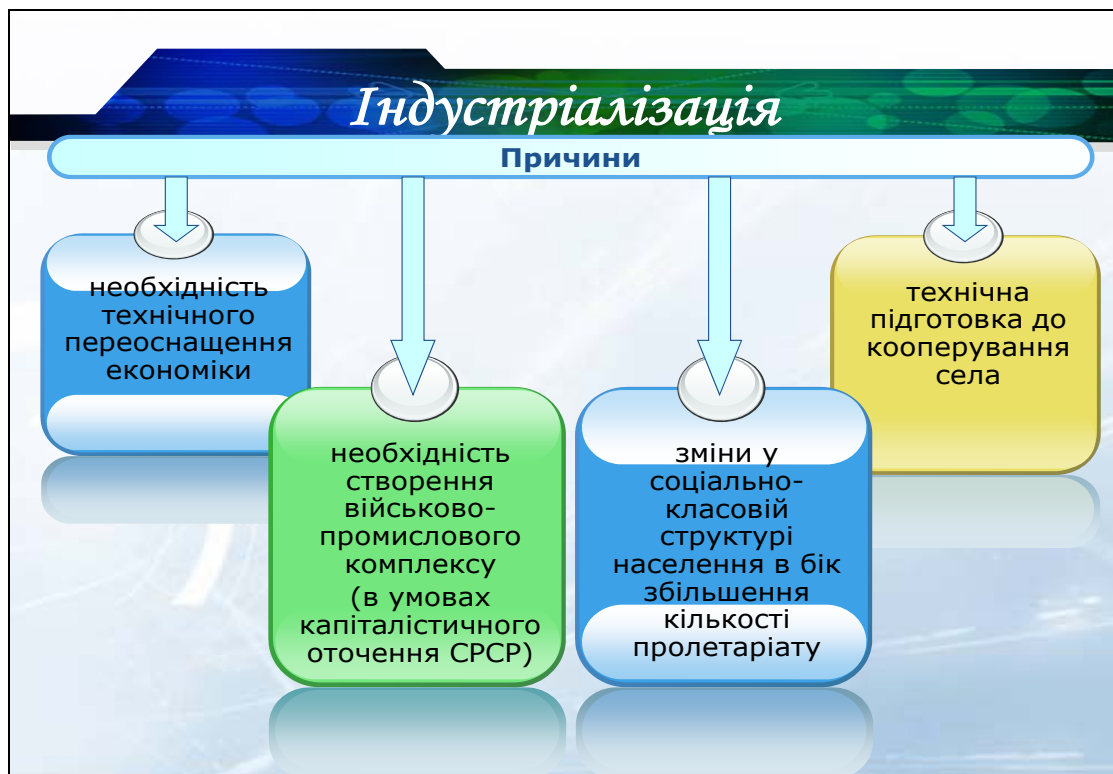 Індустріалізація
Причини
необхідність
технічного
переоснащення
економіки
необхідність
створення
військово-
промислового
комплексу
(в умовах
капіталістичного
оточення СРСР)
зміни у
соціально-
класовій
структурі
населення в бік
збільшення
кількості
пролетаріату
технічна
підготовка до
кооперування
села